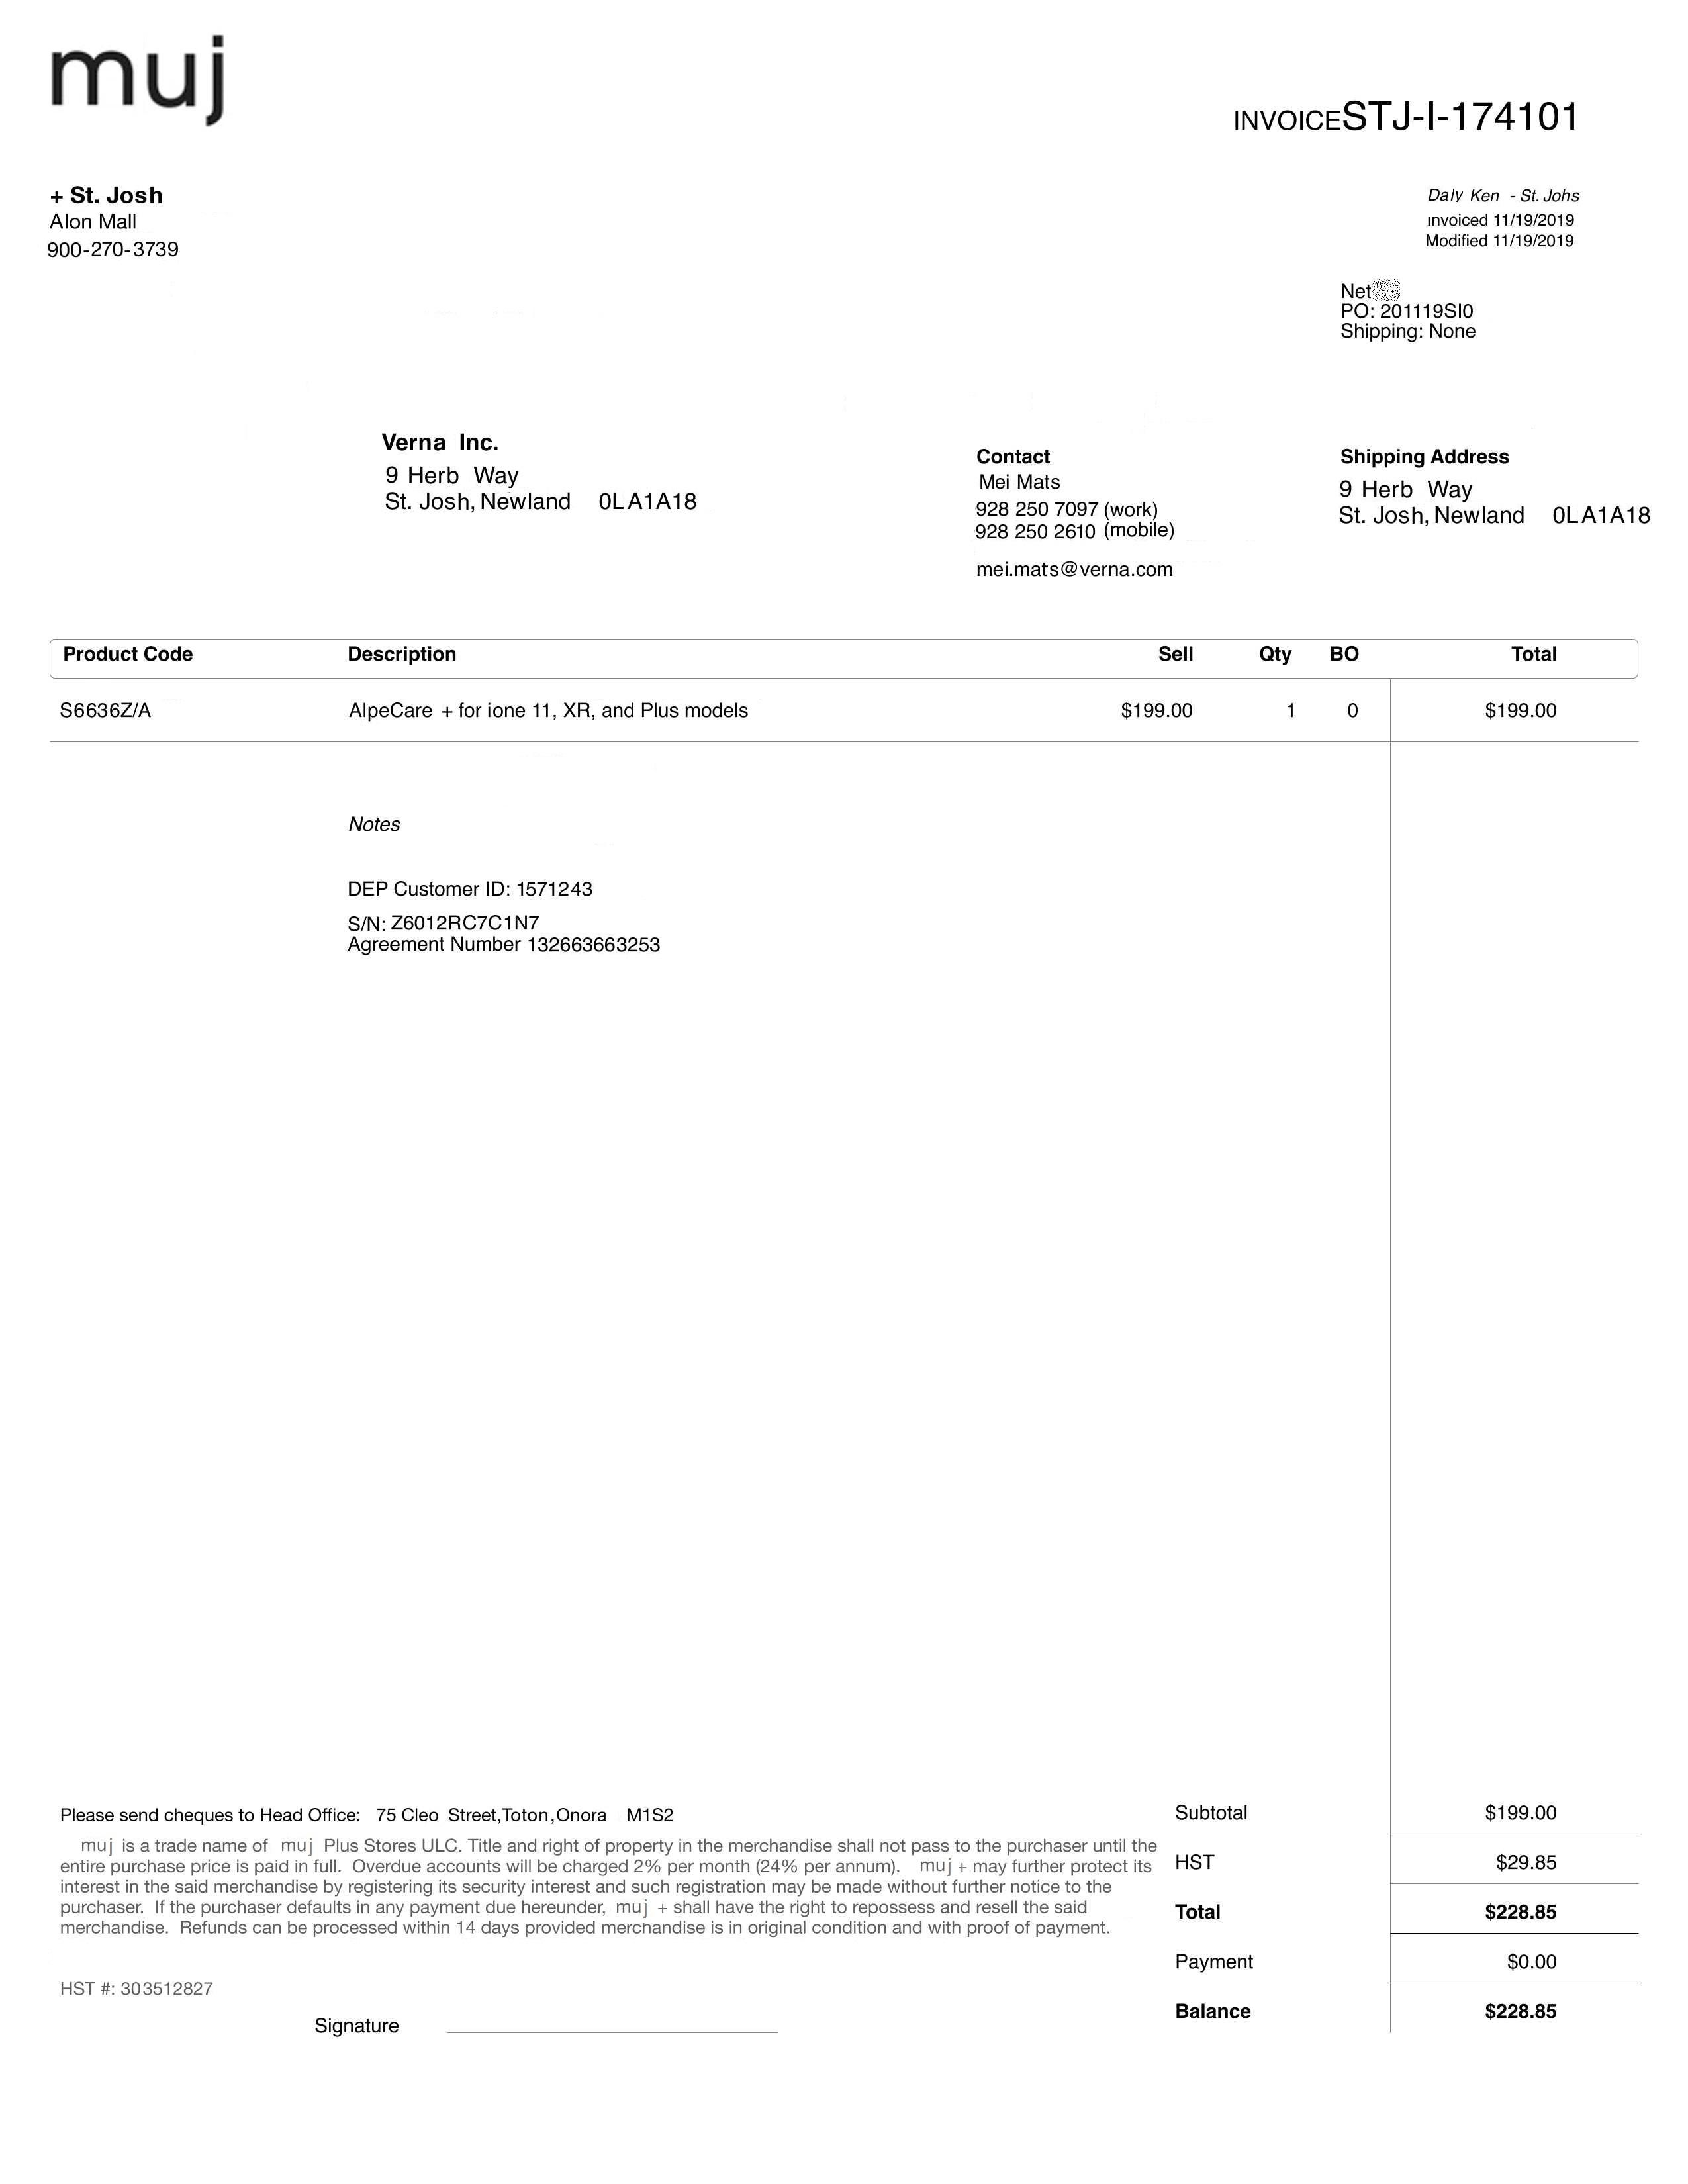 muj
INVOICE STJ-I-174101
+ St. Josh
Alon Mall
900-270-3739
Daly Ken - St. Johs
Invoiced 11/19/2019
Modified 11/19/2019
Net
PO: 201119SI0
Shipping: None
Verna Inc.
9 Herb Way
St. Josh, Newland 0LA1A18
Contact
Mei Mats
928 250 7097 (work)
928 250 2610 (mobile)
mei.mats@verna.com
Shipping Address
9 Herb Way
St. Josh, Newland 0LA1A18
Product Code Description Sell Qty BO Total
S6636Z/A AlpeCare + for ione 11, XR, and Plus models $199.00 1 0 $199.00
Notes
DEP Customer ID: 1571243
S/N: Z6012RC7C1N7
Agreement Number 132663663253
Please send cheques to Head Office: 75 Cleo Street, Toton, Onora M1S2
muj is a trade name of muj Plus Stores ULC. Title and right of property in the merchandise shall not pass to the purchaser until the
entire purchase price is paid in full. Overdue accounts will be charged 2% per month (24% per annum). muj + may further protect its
interest in the said merchandise by registering its security interest and such registration may be made without further notice to the
purchaser. If the purchaser defaults in any payment due hereunder, muj + shall have the right to repossess and resell the said
merchandise. Refunds can be processed within 14 days provided merchandise is in original condition and with proof of payment.
HST #: 303512827
Signature
Subtotal $199.00
HST $29.85
Total $228.85
Payment $0.00
Balance $228.85